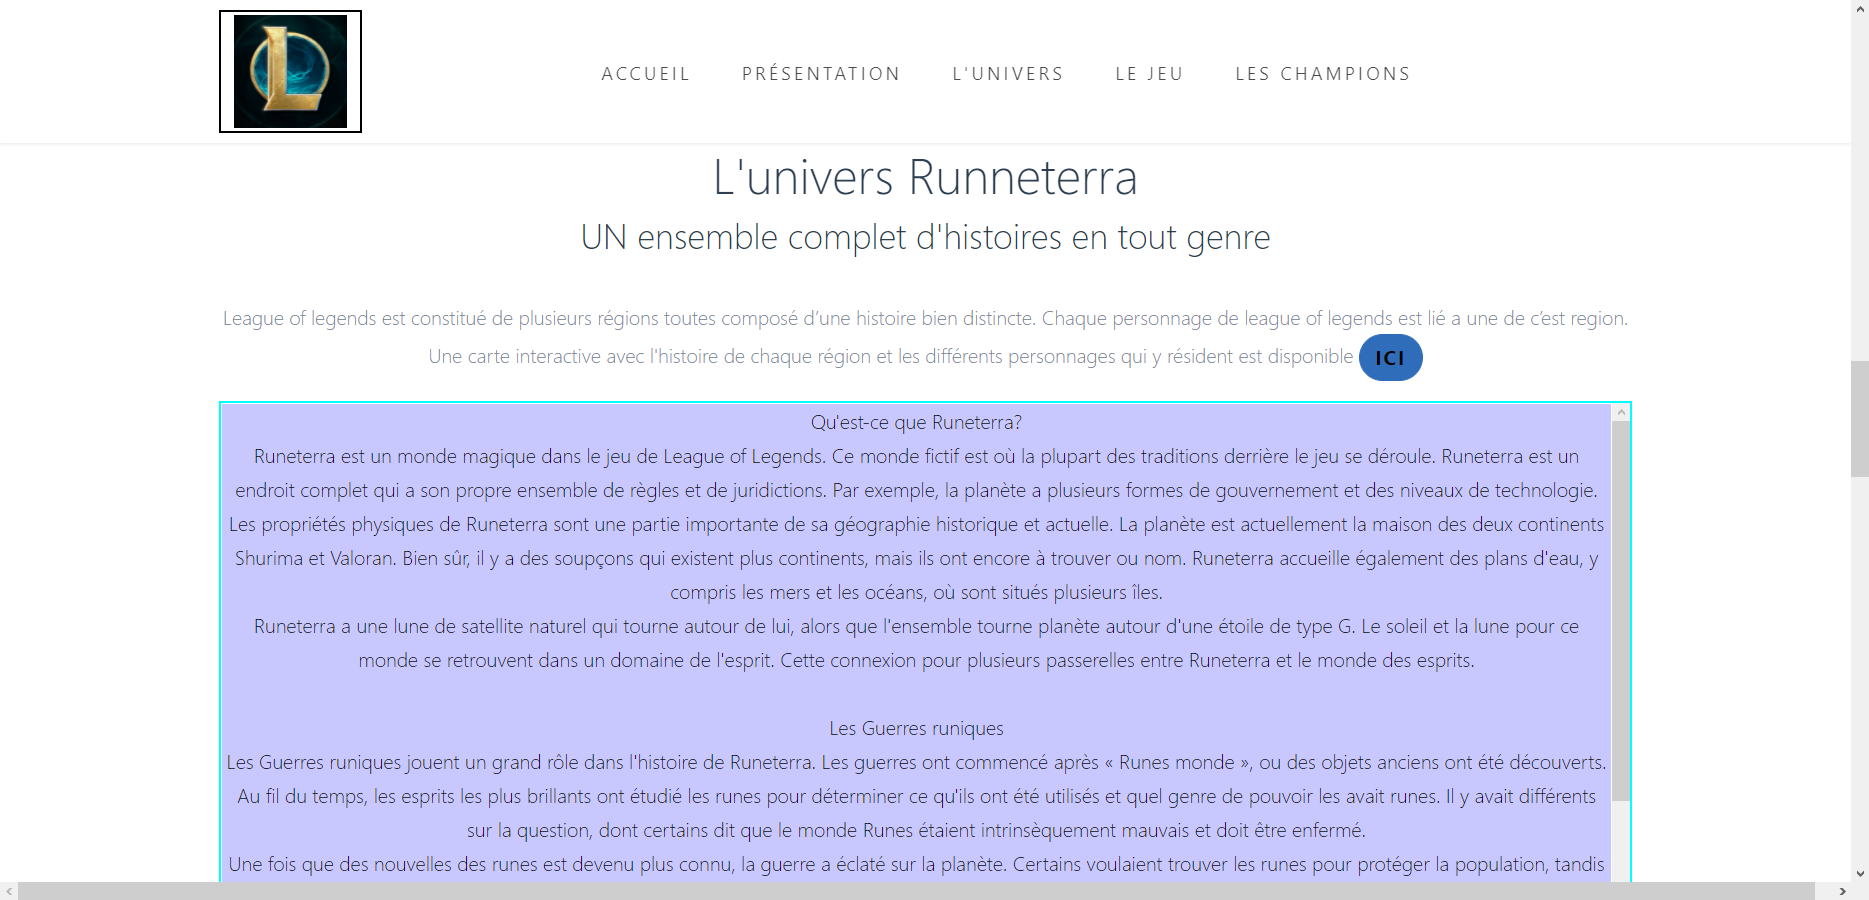 L
ACCUEIL PRÉSENTATION L'UNIVERS LE JEU LES CHAMPIONS
L'univers Runneterra
UN ensemble complet d'histoires en tout genre
League of legends est constitué de plusieurs régions toutes composé d’une histoire bien distincte. Chaque personnage de league of legends est lié a une de c’est region.
Une carte interactive avec l'histoire de chaque région et les différents personnages qui y résident est disponible ICI
Qu'est-ce que Runeterra?
Runeterra est un monde magique dans le jeu de League of Legends. Ce monde fictif est où la plupart des traditions derrière le jeu se déroule. Runeterra est un
endroit complet qui a son propre ensemble de règles et de juridictions. Par exemple, la planète a plusieurs formes de gouvernement et des niveaux de technologie.
Les propriétés physiques de Runeterra sont une partie importante de sa géographie historique et actuelle. La planète est actuellement la maison des deux continents
Shurima et Valoran. Bien sûr, il y a des soupçons qui existent plus continents, mais ils ont encore à trouver ou nom. Runeterra accueille également des plans d'eau, y
compris les mers et les océans, où sont situés plusieurs îles.
Runeterra a une lune de satellite naturel qui tourne autour de lui, alors que l'ensemble tourne planète autour d'une étoile de type G. Le soleil et la lune pour ce
monde se retrouvent dans un domaine de l'esprit. Cette connexion pour plusieurs passerelles entre Runeterra et le monde des esprits.
Les Guerres runiques
Les Guerres runiques jouent un grand rôle dans l'histoire de Runeterra. Les guerres ont commencé après « Runes monde », ou des objets anciens ont été découverts.
Au fil du temps, les esprits les plus brillants ont étudié les runes pour déterminer ce qu'ils ont été utilisés et quel genre de pouvoir les avait runes. Il y avait différents
sur la question, dont certains dit que le monde Runes étaient intrinsèquement mauvais et doit être enfermé.
Une fois que des nouvelles des runes est devenu plus connu, la guerre a éclaté sur la planète. Certains voulaient trouver les runes pour protéger la population, tandis